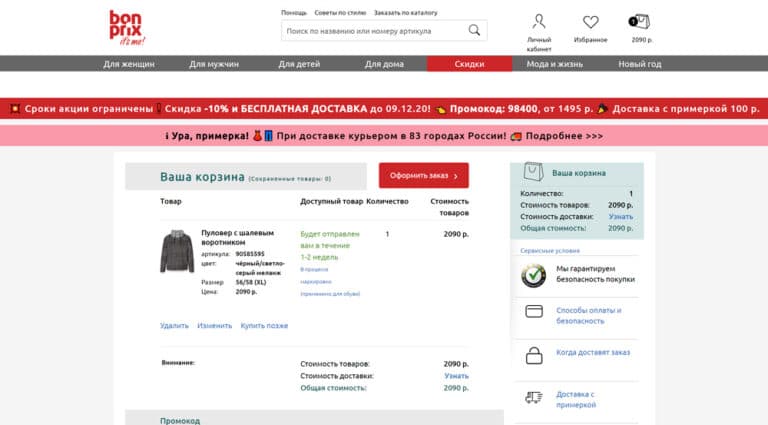 bon
prix
it's me!
Помощь Советы по стилю Заказать по каталогу
Поиск по названию или номеру артикула
Личный
кабинет
Избранное
1
2090 р.
Для женщин Для мужчин Для детей Для дома Скидки Мода и жизнь Новый год
Сроки акции ограничены Скидка -10% и БЕСПЛАТНАЯ ДОСТАВКА до 09.12.20! Промокод: 98400, от 1495 р. Доставка с примеркой 100 р.
Ура, примерка! При доставке курьером в 83 городах России! Подробнее >>>
Ваша корзина (Сохраненные товары: 0)
Оформить заказ ›
Товар Доступный товар Количество Стоимость
товаров
Пуловер с шалевым
воротником
артикула: 90585595
цвет: чёрный/светло-
серый меланж
Размер 56/58 (XL)
Цена: 2090 р.
Будет отправлен
вам в течение
1-2 недель
В процессе
маркировки
(применимо для обуви)
1
2090 р.
Удалить Изменить Купить позже
Внимание:
Стоимость товаров: 2090 р.
Стоимость доставки: Узнать
Общая стоимость: 2090 р.
Промокод
Ваша корзина
Количество: 1
Стоимость товаров: 2090 р.
Стоимость доставки: Узнать
Общая стоимость: 2090 р.
Сервисные условия
Мы гарантируем
безопасность покупки
Способы оплаты и
безопасность
Когда доставят заказ
Доставка с
примеркой